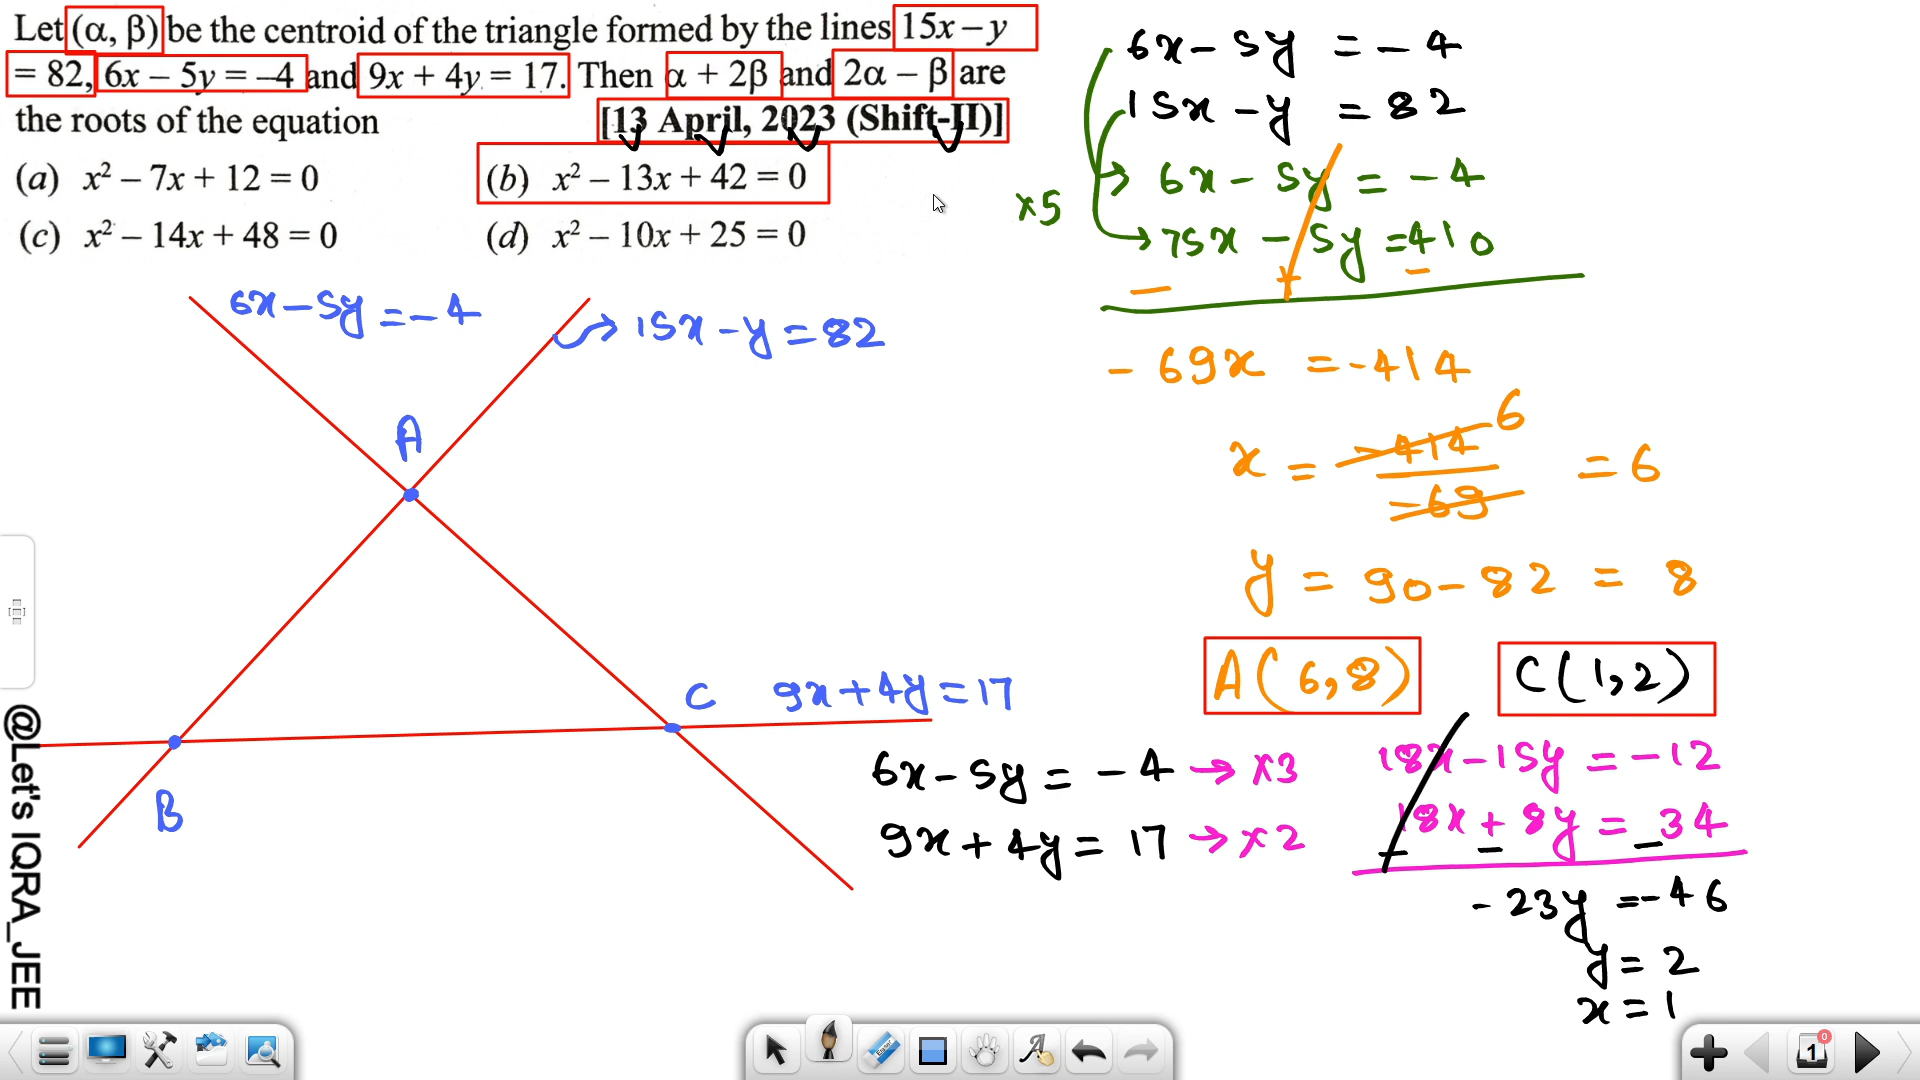 Let (α, β) be the centroid of the triangle formed by the lines 15x – y
= 82, 6x – 5y = –4 and 9x + 4y = 17. Then α + 2β and 2α – β are
the roots of the equation [13 April, 2023 (Shift-II)]
(a) x² – 7x + 12 = 0 (b) x² – 13x + 42 = 0
(c) x² – 14x + 48 = 0 (d) x² – 10x + 25 = 0
6x – 5y = – 4
15x – y = 82
A
B
C
9x + 4y = 17
6x – 5y = – 4
15x – y = 82
6x – 5y = – 4
×5
75x – 5y = 410
– + –
– 69x = – 414
x = –414 / –69 6 = 6
y = 90 – 82 = 8
A(6,8)
C(1,2)
6x – 5y = – 4 → ×3
9x + 4y = 17 → ×2
18x – 15y = – 12
18x + 8y = 34
– – –
– 23y = – 46
y = 2
x = 1
@Let's IQRA_JEE
Eraser
A
1
0